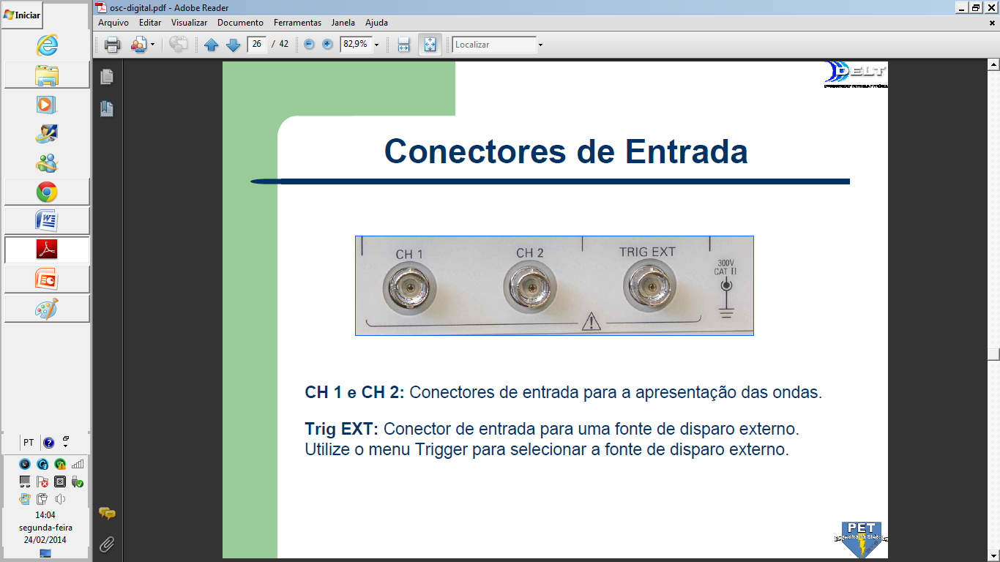 Iniciar
osc-digital.pdf - Adobe Reader
Arquivo Editar Visualizar Documento Ferramentas Janela Ajuda
26 / 42 82,9% Localizar
DELT
Conectores de Entrada
CH 1 CH 2 TRIG EXT
300V
CAT II
CH 1 e CH 2: Conectores de entrada para a apresentação das ondas.
Trig EXT: Conector de entrada para uma fonte de disparo externo.
Utilize o menu Trigger para selecionar a fonte de disparo externo.
PET
PT
14:04
segunda-feira
24/02/2014